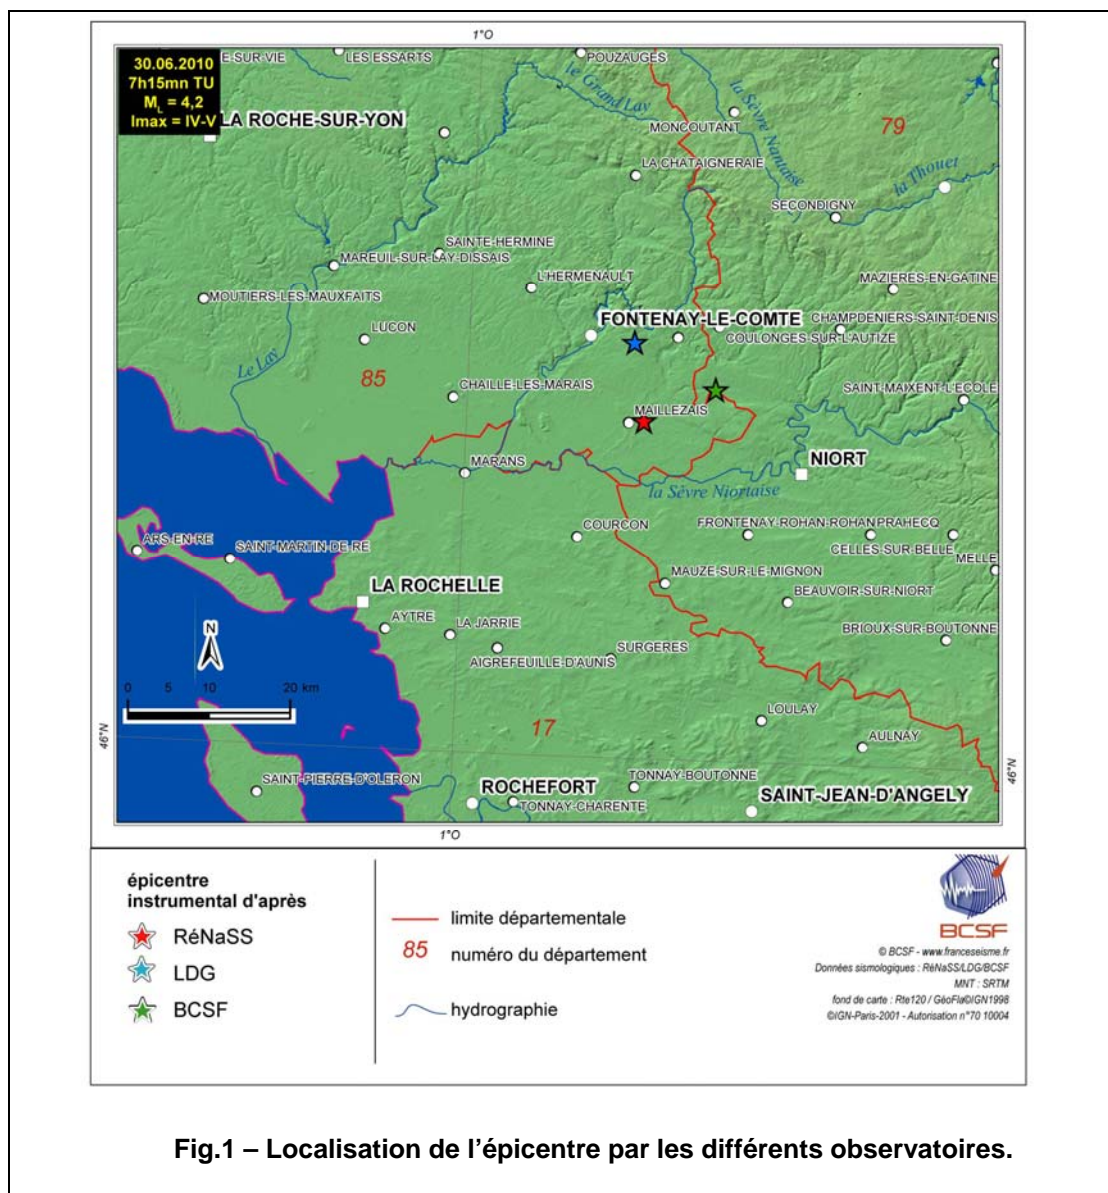 1°O
30.06.2010
7h15mn TU
ML = 4,2
Imax = IV-V
E-SUR-VIE
LES ESSARTS
POUZAUGES
le Grand Lay
la Sèvre Nantaise
LA ROCHE-SUR-YON
MONCOUTANT
79
LA CHATAIGNERAIE
la Thouet
SECONDIGNY
SAINTE-HERMINE
MAREUIL-SUR-LAY-DISSAIS
L'HERMENAULT
MAZIERES-EN-GATINE
MOUTIERS-LES-MAUXFAITS
FONTENAY-LE-COMTE
CHAMPDENIERS-SAINT-DENIS
LUCON
COULONGES-SUR-L'AUTIZE
Le Lay
85
CHAILLE-LES-MARAIS
SAINT-MAIXENT-L'ECOLE
MAILLEZAIS
MARANS
NIORT
la Sèvre Niortaise
COURCON
FRONTENAY-ROHAN-ROHAN
PRAHECQ
ARS-EN-RE
SAINT-MARTIN-DE-RE
CELLES-SUR-BELLE
MELLE
MAUZE-SUR-LE-MIGNON
LA ROCHELLE
BEAUVOIR-SUR-NIORT
AYTRE
LA JARRIE
BRIOUX-SUR-BOUTONNE
N
AIGREFEUILLE-D'AUNIS
SURGERES
0 5 10 20 km
17
LOULAY
46°N
AULNAY
46°N
SAINT-PIERRE-D'OLERON
ROCHEFORT
TONNAY-BOUTONNE
TONNAY-CHARENTE
SAINT-JEAN-D'ANGELY
1°O
épicentre
instrumental d'après
RéNaSS
LDG
BCSF
limite départementale
85 numéro du département
hydrographie
BCSF
© BCSF - www.franceseisme.fr
Données sismologiques : RéNaSS/LDG/BCSF
MNT : SRTM
fond de carte : Rte120 / GéoFla©IGN1998
©IGN-Paris-2001 - Autorisation n°70 10004
Fig.1 – Localisation de l'épicentre par les différents observatoires.